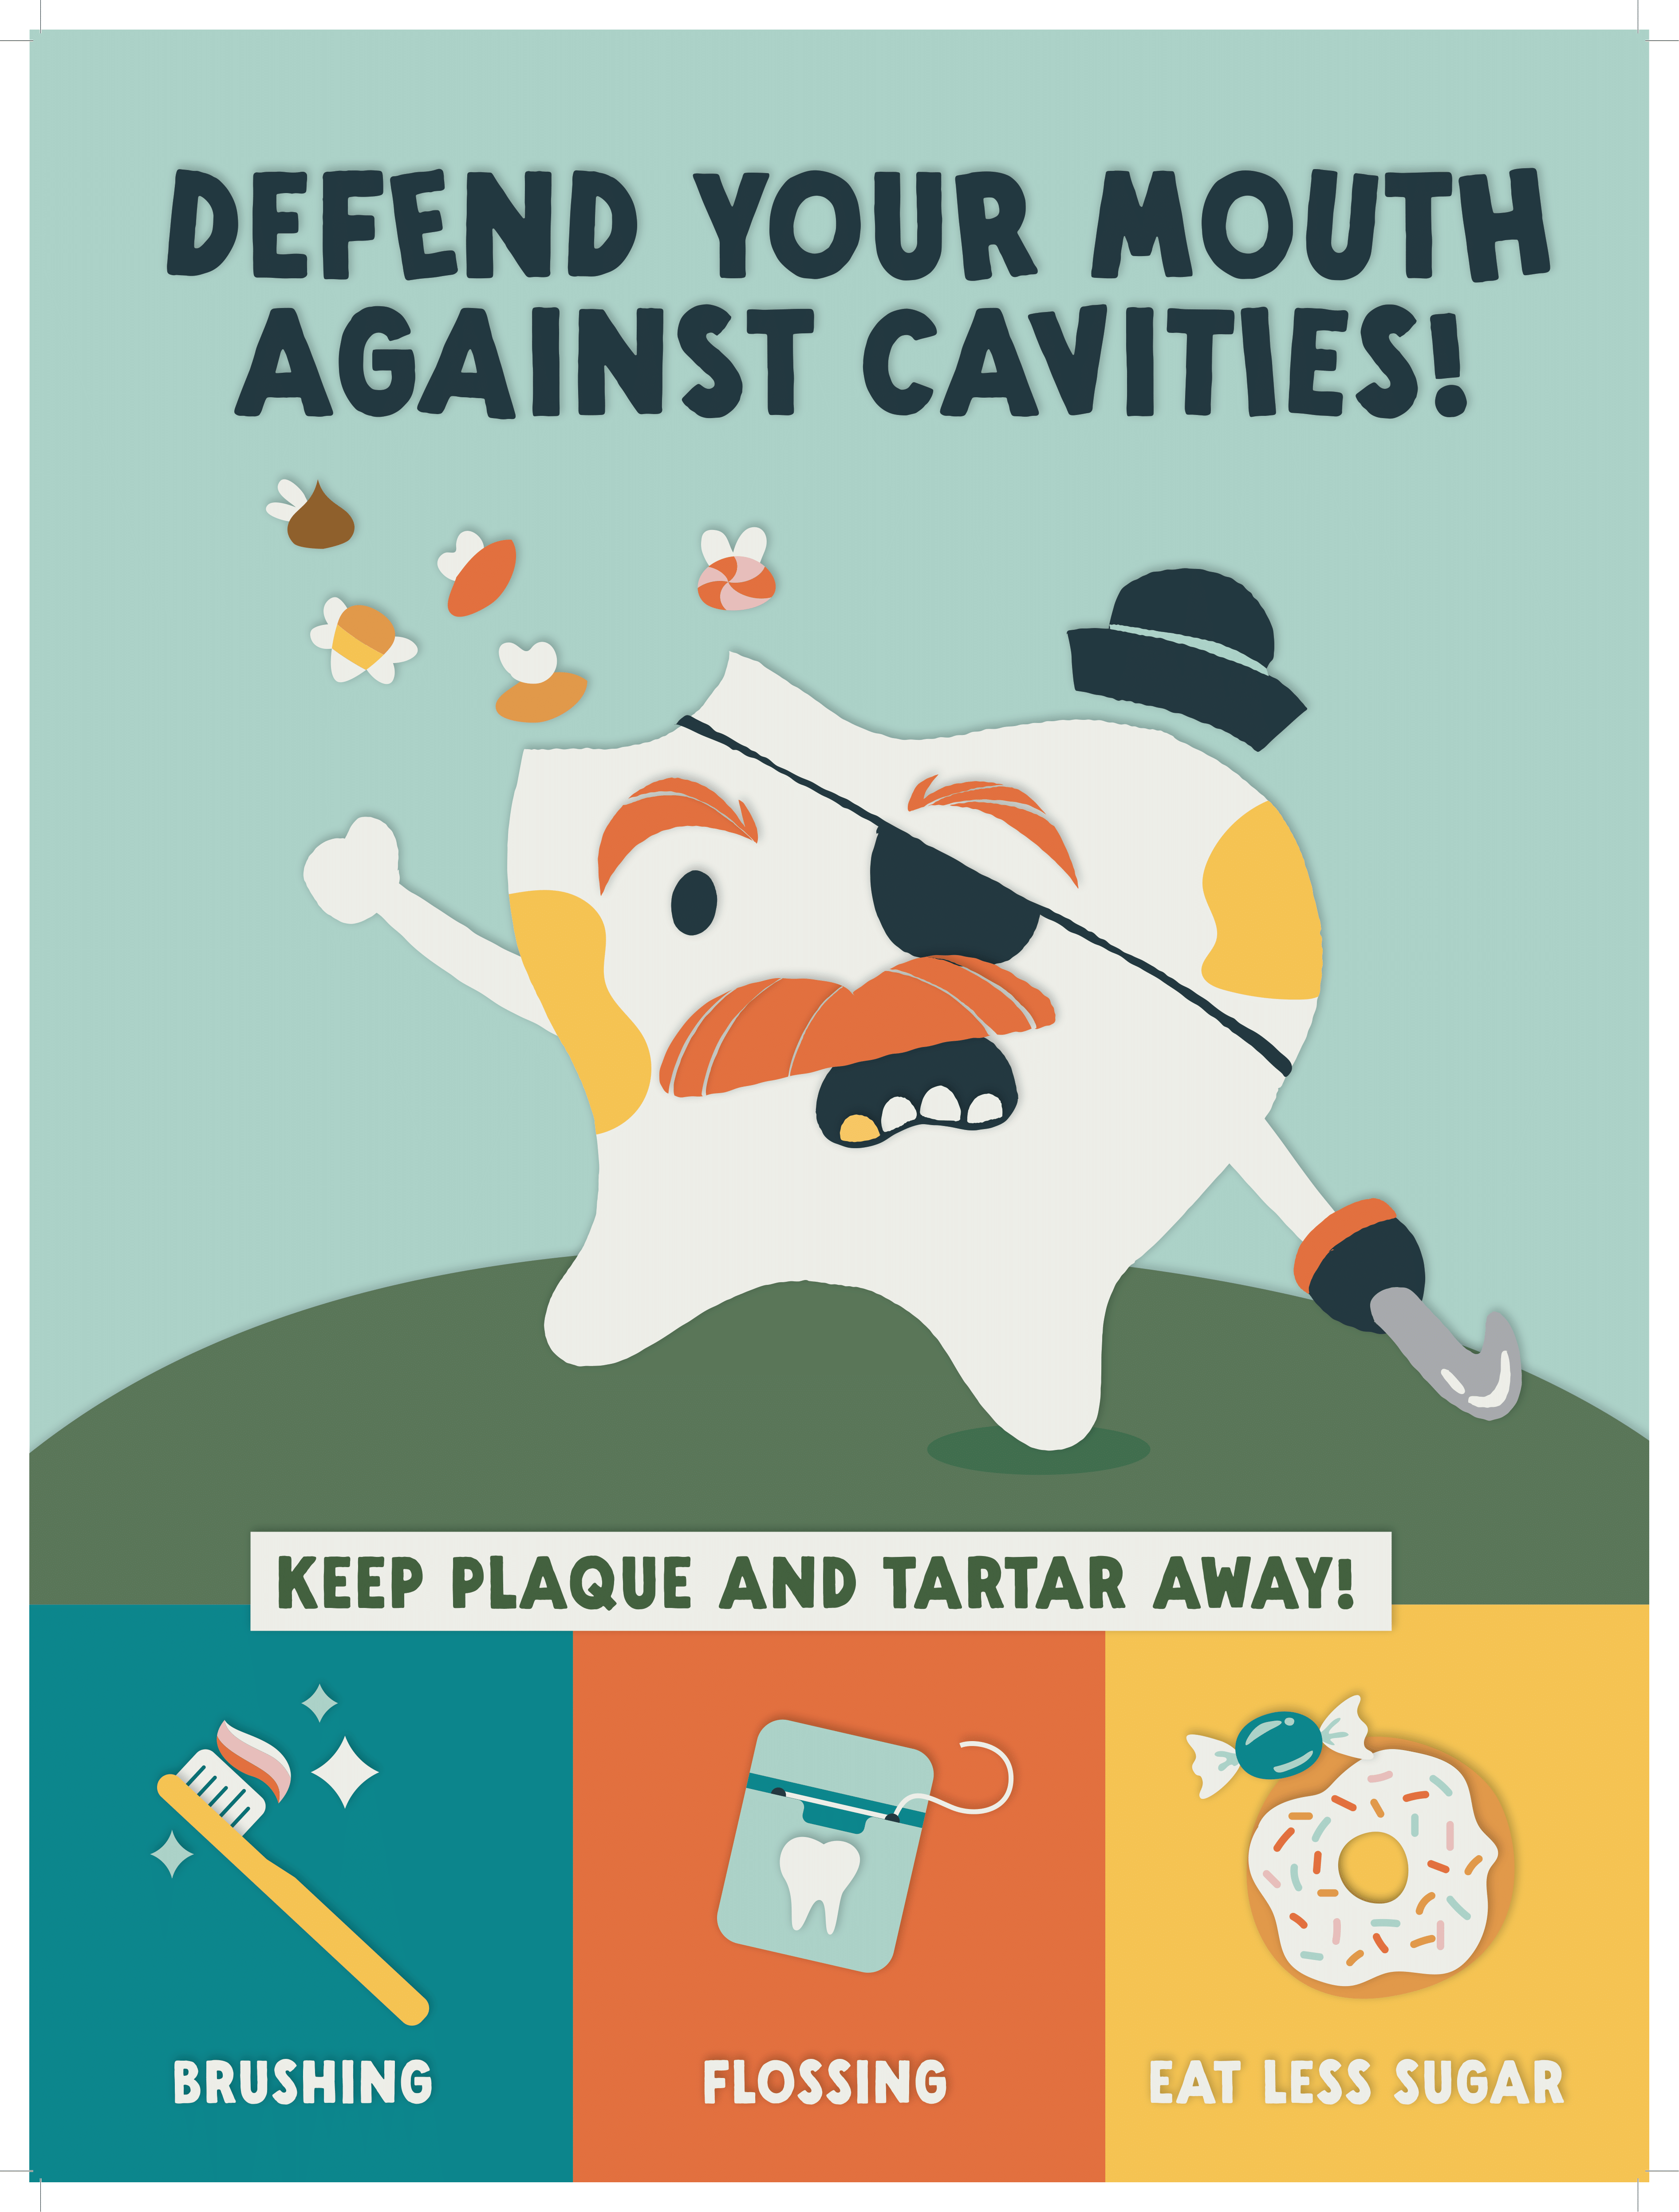 DEFEND YOUR MOUTH
AGAINST CAVITIES!
KEEP PLAQUE AND TARTAR AWAY!
BRUSHING
FLOSSING
EAT LESS SUGAR